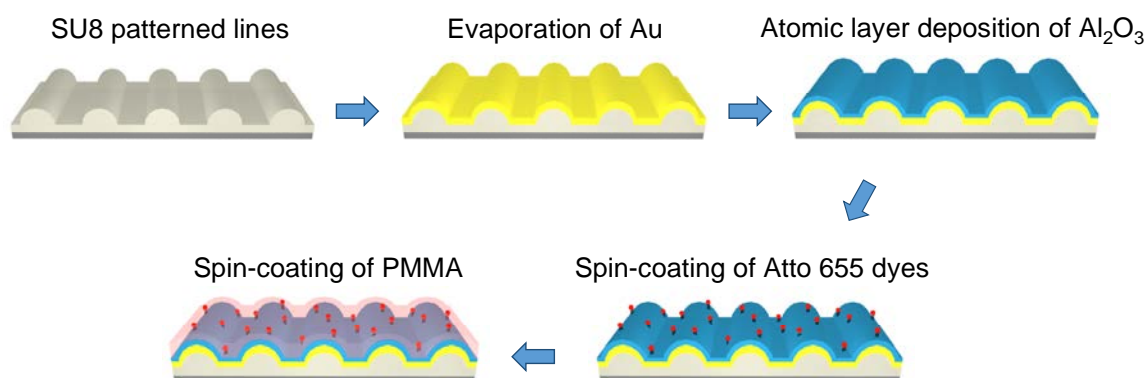 SU8 patterned lines
Evaporation of Au
Atomic layer deposition of Al₂O₃
Spin-coating of PMMA
Spin-coating of Atto 655 dyes